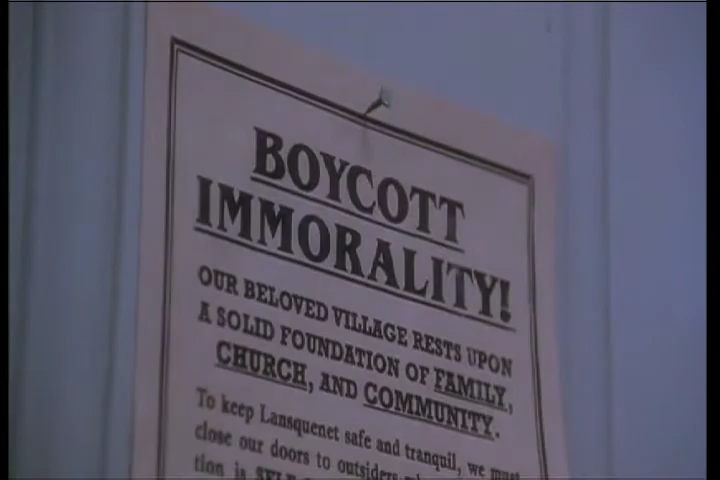 BOYCOTT
IMMORALITY!
OUR BELOVED VILLAGE RESTS UPON
A SOLID FOUNDATION OF FAMILY,
CHURCH, AND COMMUNITY.
To keep Lansquenet safe and tranquil, we must
close our doors to outsiders
tion is